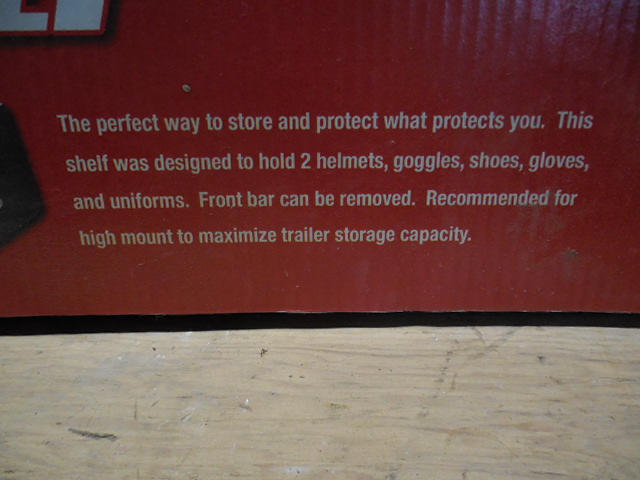 The perfect way to store and protect what protects you. This
shelf was designed to hold 2 helmets, goggles, shoes, gloves,
and uniforms. Front bar can be removed. Recommended for
high mount to maximize trailer storage capacity.